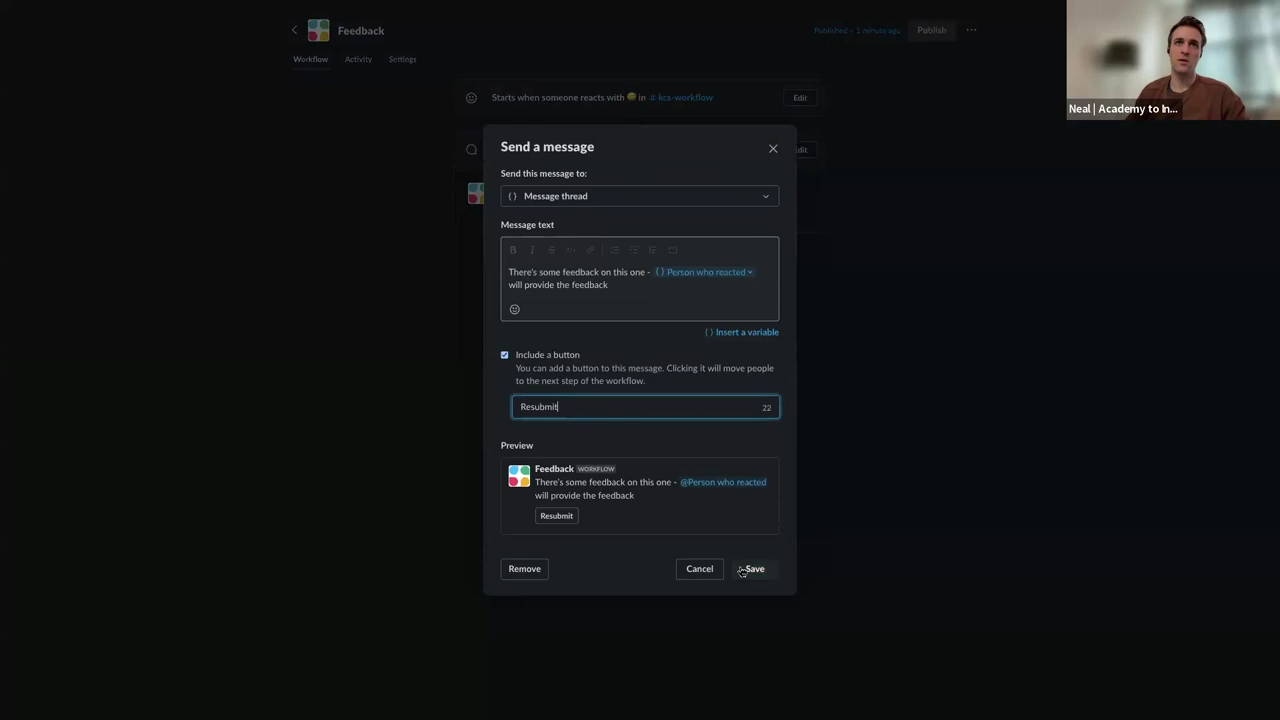 Feedback
Published • 1 minute ago
Publish
Workflow
Activity
Settings
Starts when someone reacts with in # kcs-workflow
Edit
Neal | Academy to In...
Send a message
Send this message to:
{ } Message thread
Message text
There's some feedback on this one - { } Person who reacted
will provide the feedback
{ } Insert a variable
Include a button
You can add a button to this message. Clicking it will move people
to the next step of the workflow.
Resubmit
22
Preview
Feedback WORKFLOW
There's some feedback on this one - @Person who reacted
will provide the feedback
Resubmit
Remove
Cancel
Save